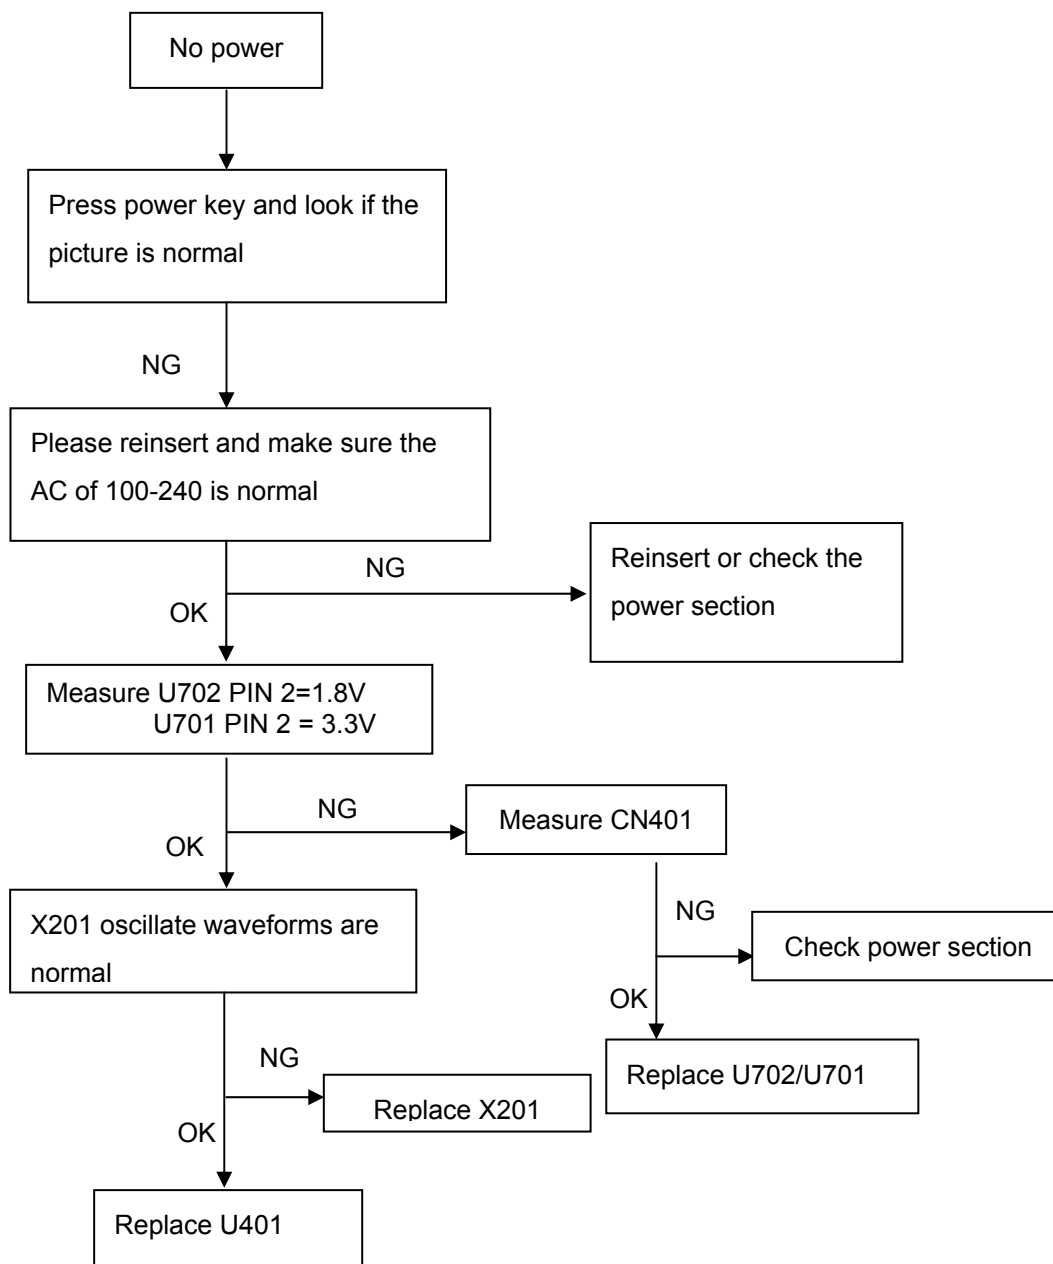 No power
Press power key and look if the
picture is normal
NG
Please reinsert and make sure the
AC of 100-240 is normal
NG
Reinsert or check the
power section
OK
Measure U702 PIN 2=1.8V
U701 PIN 2 = 3.3V
NG
Measure CN401
OK
X201 oscillate waveforms are
normal
NG
Check power section
OK
Replace U702/U701
NG
Replace X201
OK
Replace U401